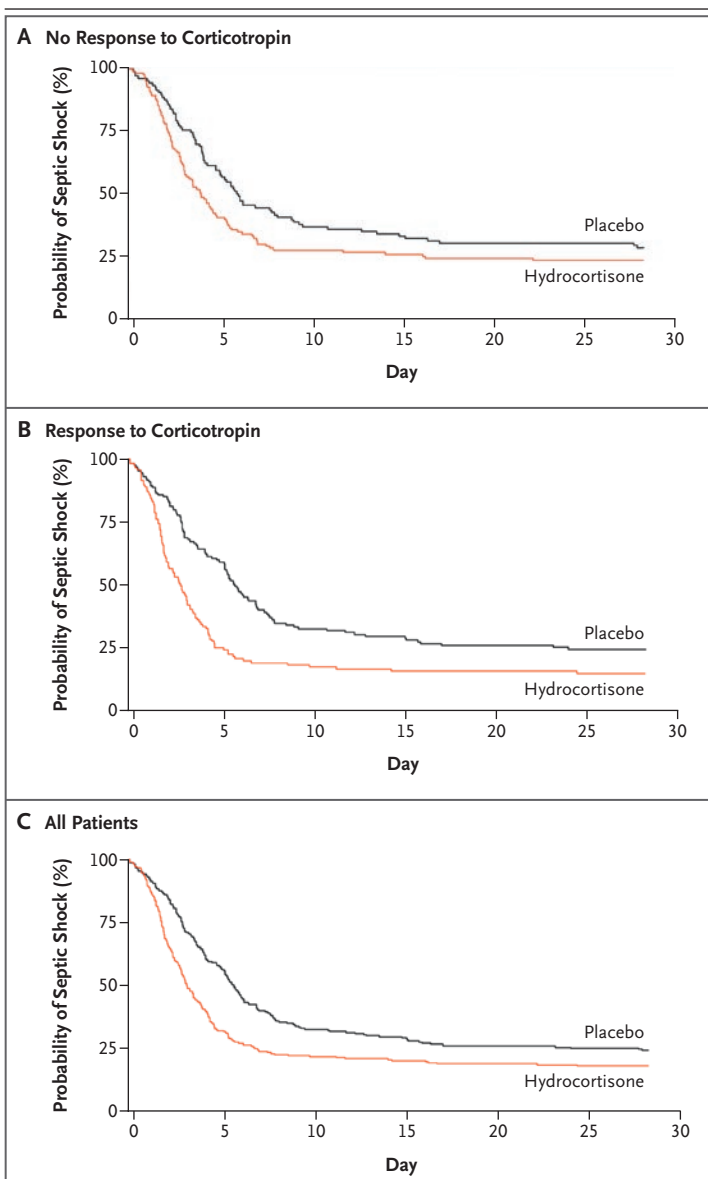 A No Response to Corticotropin
Probability of Septic Shock (%)
100
75
50
25
0
Placebo
Hydrocortisone
0 5 10 15 20 25 30
Day
B Response to Corticotropin
Probability of Septic Shock (%)
100
75
50
25
0
Placebo
Hydrocortisone
0 5 10 15 20 25 30
Day
C All Patients
Probability of Septic Shock (%)
100
75
50
25
0
Placebo
Hydrocortisone
0 5 10 15 20 25 30
Day